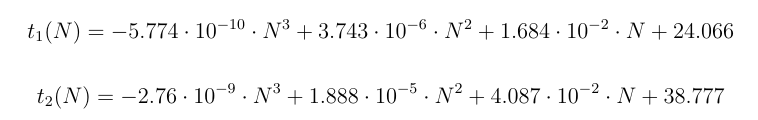 t₁(N) = −5.774 · 10⁻¹⁰ · N³ + 3.743 · 10⁻⁶ · N² + 1.684 · 10⁻² · N + 24.066
t₂(N) = −2.76 · 10⁻⁹ · N³ + 1.888 · 10⁻⁵ · N² + 4.087 · 10⁻² · N + 38.777